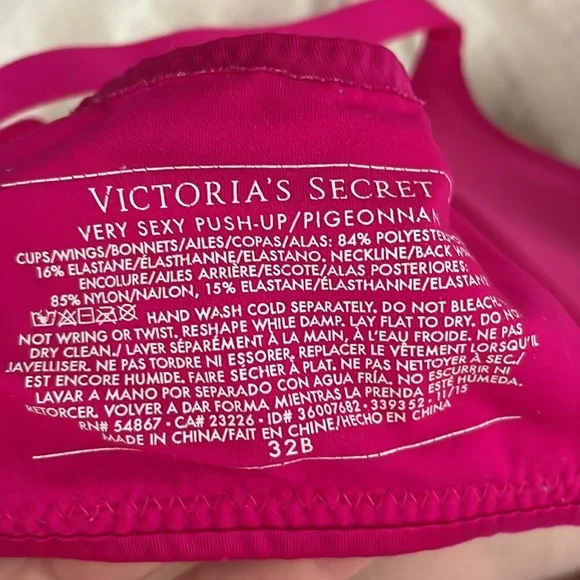 VICTORIA'S SECRET
VERY SEXY PUSH-UP/PIGEONNAN
CUPS/WINGS/BONNETS/AILES/COPAS/ALAS: 84% POLYESTER
16% ELASTANE/ÉLASTHANNE/ELASTANO. NECKLINE/BACK
ENCOLURE/AILES ARRIÈRE/ESCOTE/ALAS POSTERIORES:
85% NYLON/NAILON, 15% ELASTANE/ÉLASTHANNE/ELASTAN
HAND WASH COLD SEPARATELY. DO NOT BLEACH.
NOT WRING OR TWIST. RESHAPE WHILE DAMP. LAY FLAT TO DRY. DO NOT
DRY CLEAN./ LAVER SÉPARÉMENT À LA MAIN, À L'EAU FROIDE. NE PAS
JAVELLISER. NE PAS TORDRE NI ESSORER. REPLACER LE VÊTEMENT LORSQU'IL
EST ENCORE HUMIDE. FAIRE SÉCHER À PLAT. NE PAS NETTOYER À SEC./
LAVAR A MANO POR SEPARADO CON AGUA FRÍA. NO ESCURRIR NI
RETORCER. VOLVER A DAR FORMA MIENTRAS LA PRENDA ESTÉ HÚMEDA.
RN# 54867 · CA# 23226 · ID# 36007682 - 339352 - 11/15
MADE IN CHINA/FAIT EN CHINE/HECHO EN CHINA
32B